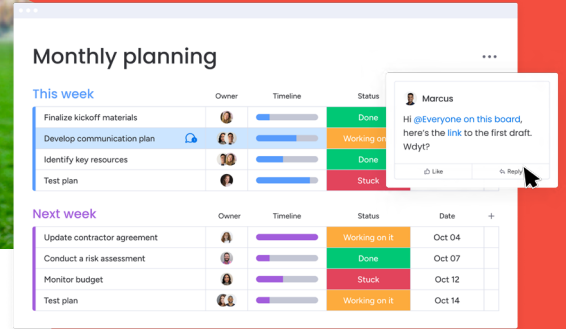 Monthly planning
This week
Owner Timeline Status
Finalize kickoff materials Done
Develop communication plan Working on
Identify key resources Done
Test plan Stuck
Marcus
Hi @Everyone on this board,
here's the link to the first draft.
Wdyt?
Like Reply
Next week
Owner Timeline Status Date +
Update contractor agreement Working on it Oct 04
Conduct a risk assessment Done Oct 07
Monitor budget Stuck Oct 12
Test plan Working on it Oct 14